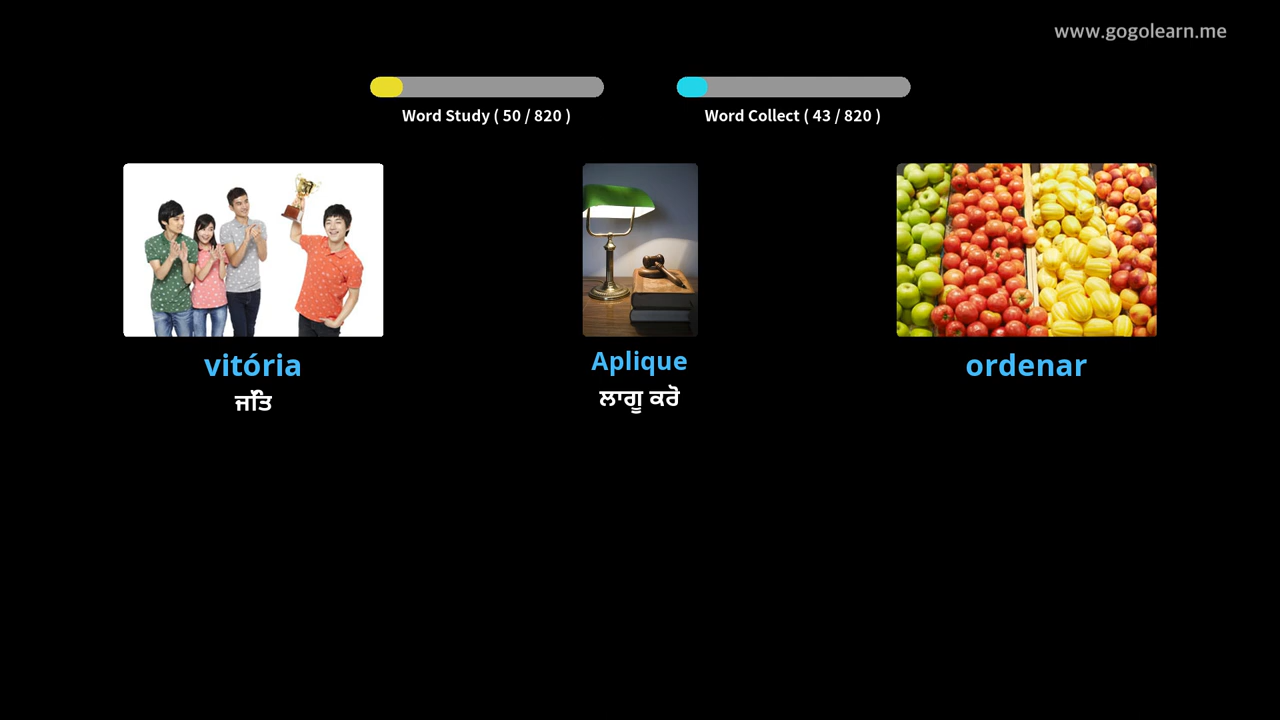 www.gogolearn.me
Word Study ( 50 / 820 )
Word Collect ( 43 / 820 )
vitória
Aplique
ordenar
ਜਿੱਤ
ਲਾਗੂ ਕਰੋ